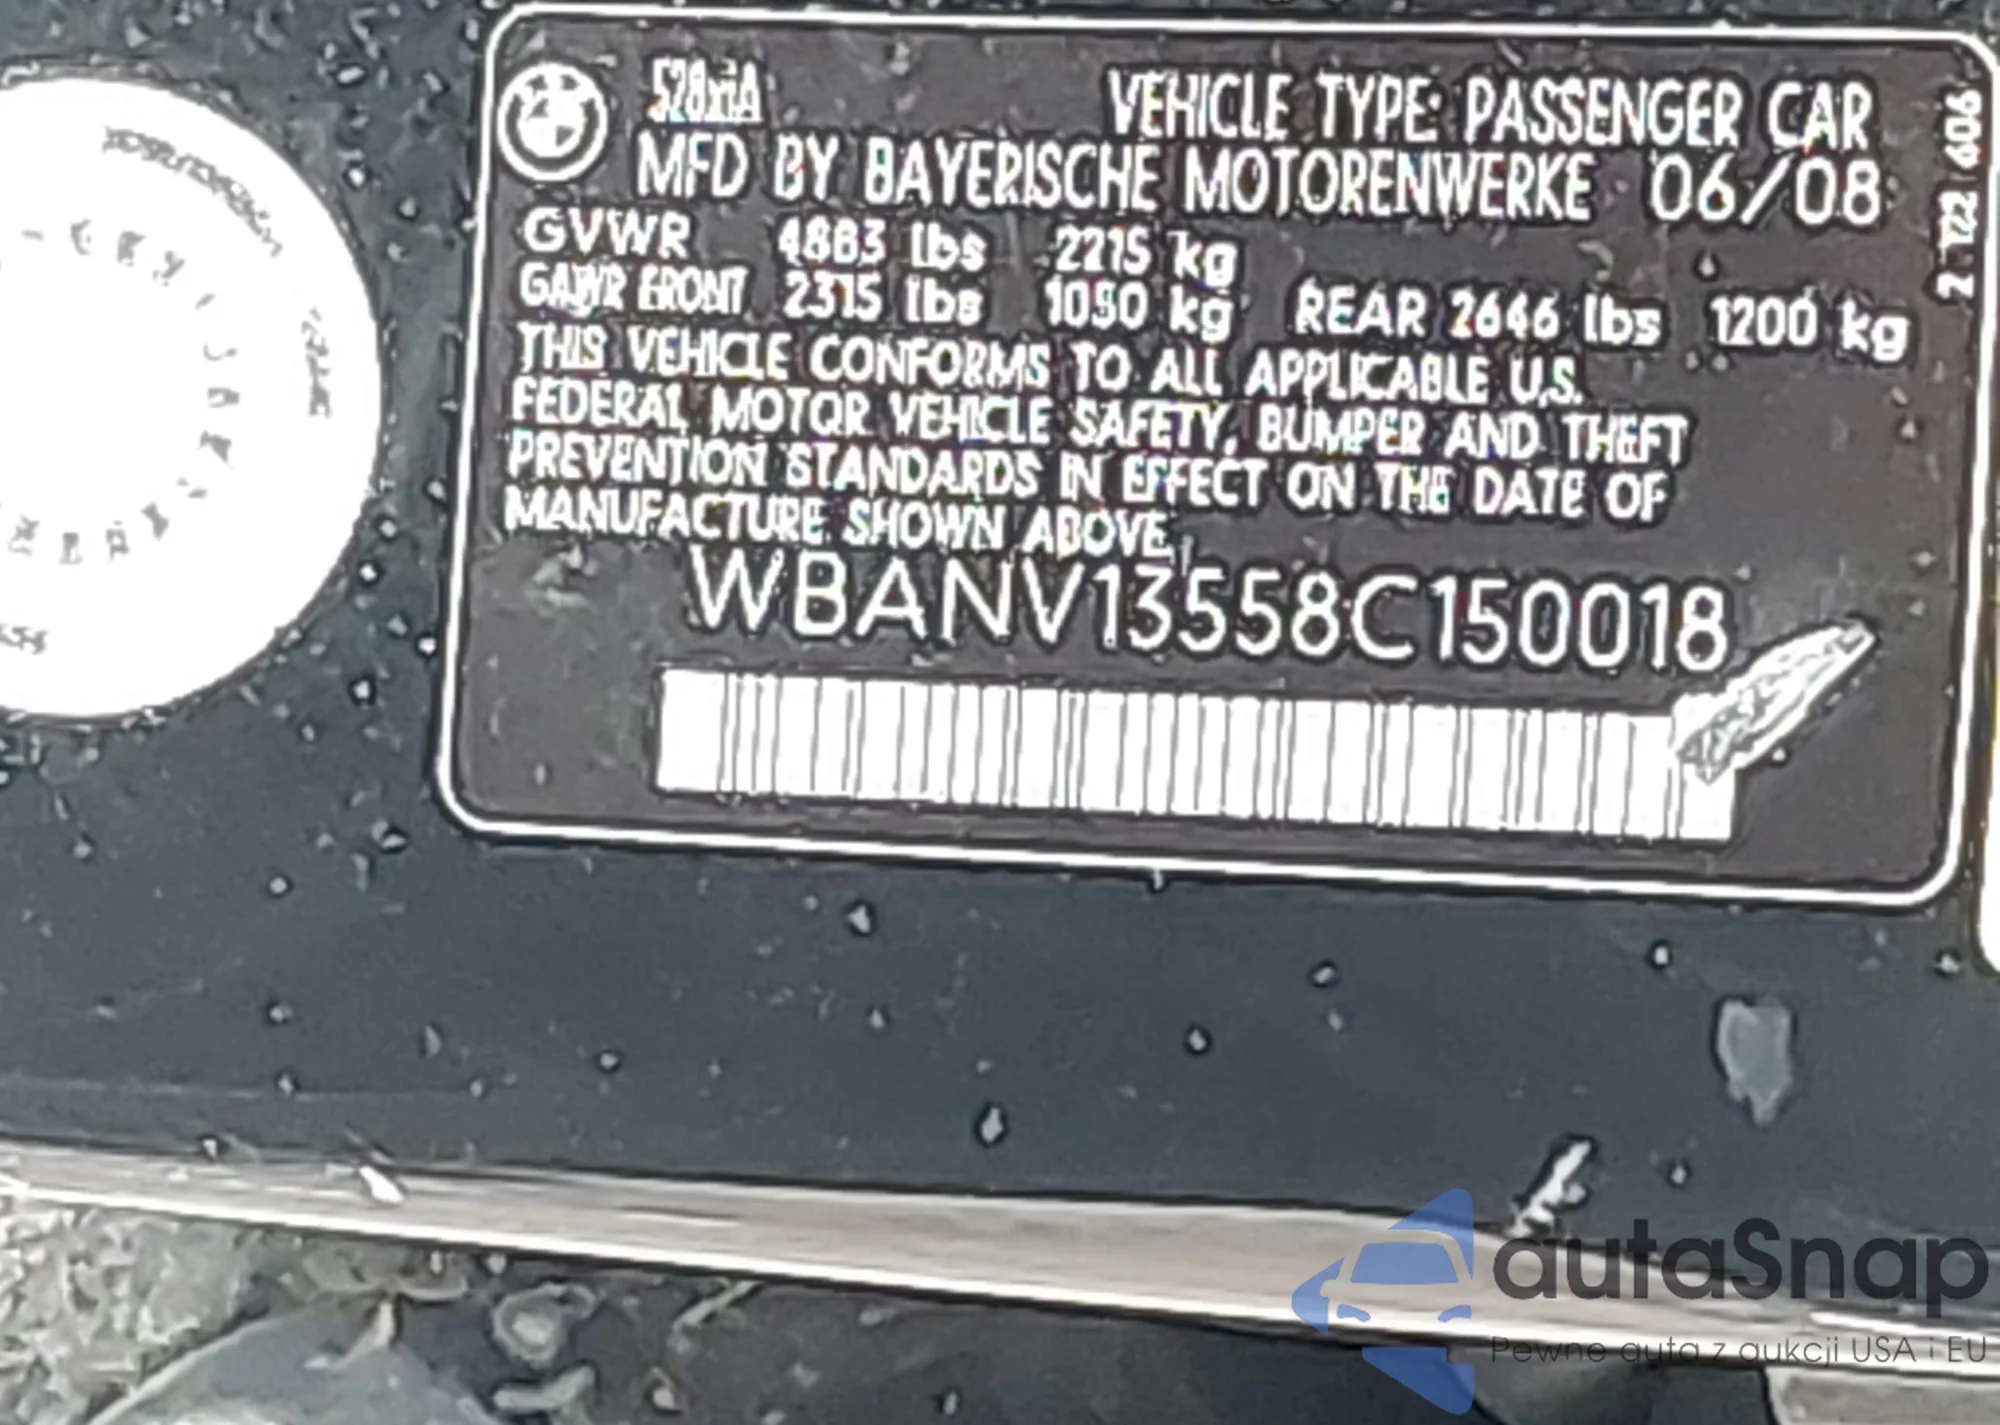 528xiA
VEHICLE TYPE: PASSENGER CAR
MFD BY BAYERISCHE MOTORENWERKE 06/08
GVWR 4883 lbs 2215 kg
GAWR FRONT 2315 lbs 1050 kg REAR 2646 lbs 1200 kg
THIS VEHICLE CONFORMS TO ALL APPLICABLE U.S.
FEDERAL MOTOR VEHICLE SAFETY, BUMPER AND THEFT
PREVENTION STANDARDS IN EFFECT ON THE DATE OF
MANUFACTURE SHOWN ABOVE.
WBANV13558C150018
2 122 606
autaSnap
Pewne auta z aukcji USA i EU